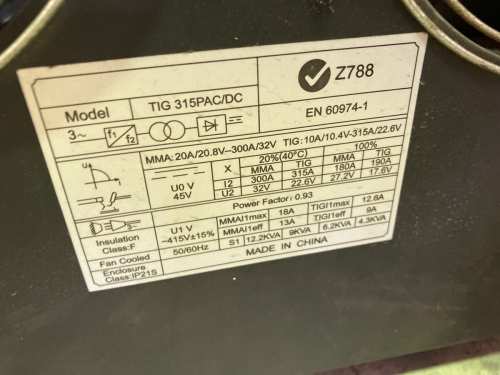 Z788
Model TIG 315PAC/DC
EN 60974-1
3~ f₁ f₂
MMA: 20A/20.8V–300A/32V TIG: 10A/10.4V-315A/22.6V
X 20%(40°C) 100%
MMA TIG MMA TIG
U0 V 45V
I2 300A 315A 180A 190A
U2 32V 22.6V 27.2V 17.6V
Power Factor: 0.93
U1 V ~415V±15%
50/60Hz
MMAI1max 18A TIGI1max 12.6A
MMAI1eff 13A TIGI1eff 9A
S1 12.2KVA 9KVA 6.2KVA 4.3KVA
Insulation Class:F
Fan Cooled
Enclosure Class:IP21S
MADE IN CHINA